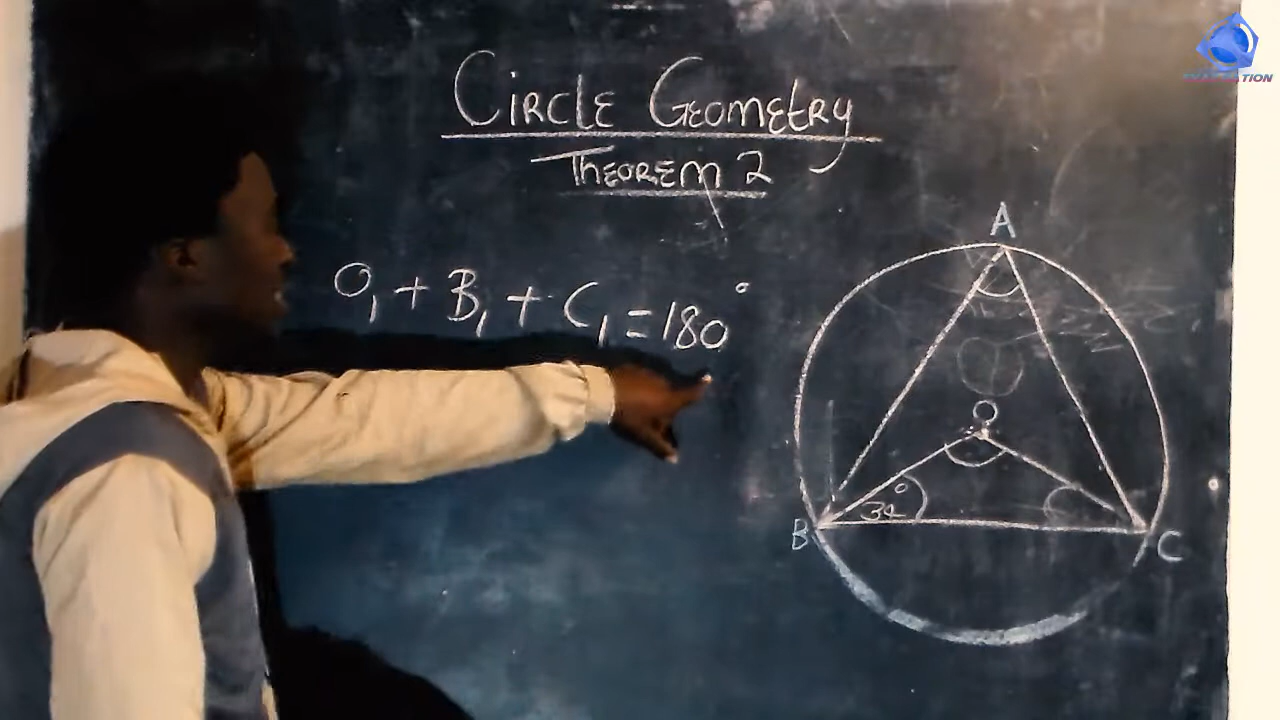 CIRCLE GEOMETRY
THEOREM 2
O₁ + B₁ + C₁ = 180°
A
O
B
C